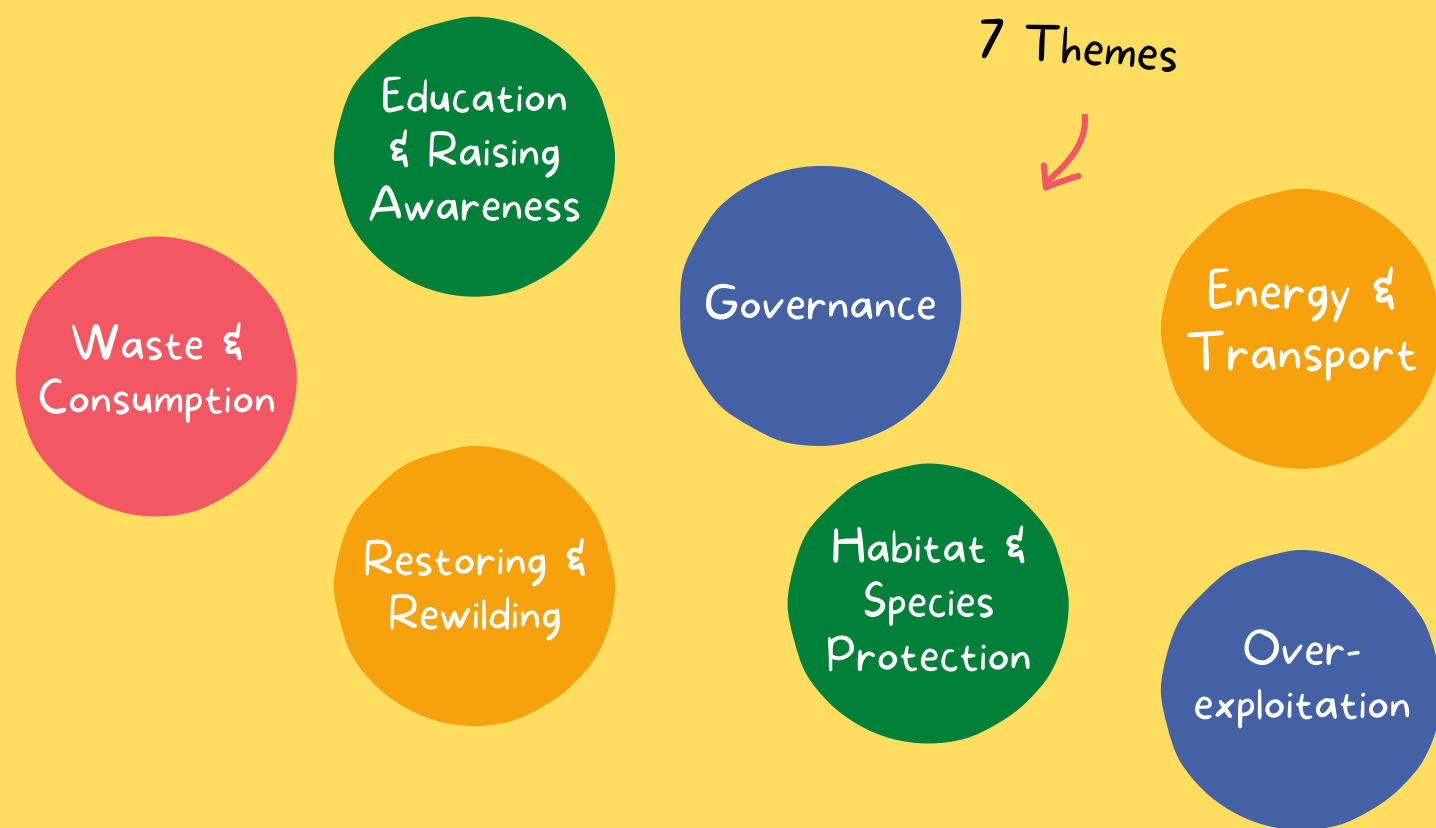 7 Themes
Education
& Raising
Awareness
Governance
Energy &
Transport
Waste &
Consumption
Restoring &
Rewilding
Habitat &
Species
Protection
Over-
exploitation